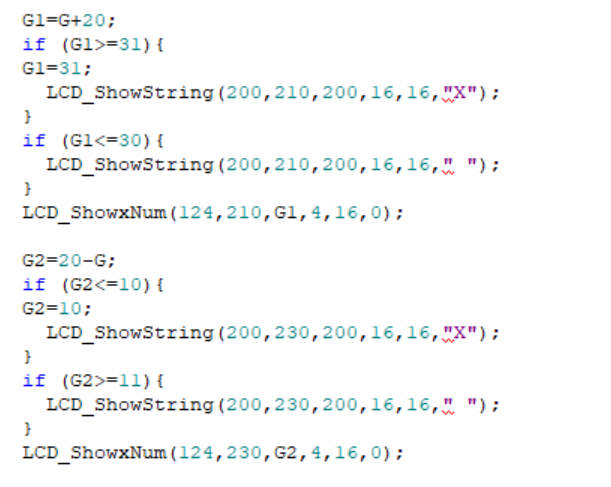 G1=G+20;
if (G1>=31){
G1=31;
LCD_ShowString(200,210,200,16,16,"X");
}
if (G1<=30){
LCD_ShowString(200,210,200,16,16," ");
}
LCD_ShowxNum(124,210,G1,4,16,0);
G2=20-G;
if (G2<=10){
G2=10;
LCD_ShowString(200,230,200,16,16,"X");
}
if (G2>=11){
LCD_ShowString(200,230,200,16,16," ");
}
LCD_ShowxNum(124,230,G2,4,16,0);